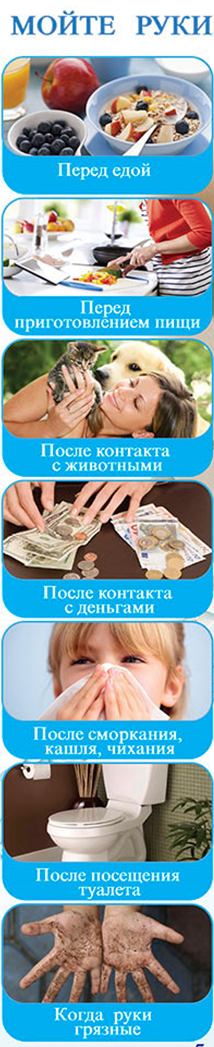 МОЙТЕ РУКИ
Перед едой
Перед
приготовлением пищи
После контакта
с животными
После контакта
с деньгами
После сморкания,
кашля, чихания
После посещения
туалета
Когда руки
грязные